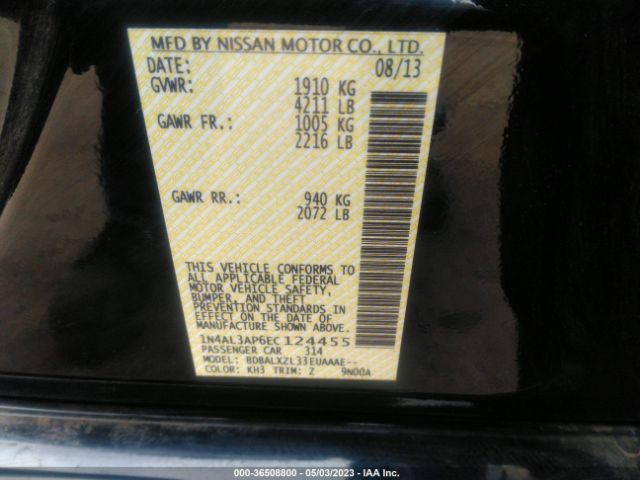 MFD BY NISSAN MOTOR CO., LTD.
DATE: 08/13
GVWR: 1910 KG
4211 LB
GAWR FR.: 1005 KG
2216 LB
GAWR RR.: 940 KG
2072 LB
THIS VEHICLE CONFORMS TO
ALL APPLICABLE FEDERAL
MOTOR VEHICLE SAFETY,
BUMPER, AND THEFT
PREVENTION STANDARDS IN
EFFECT ON THE DATE OF
MANUFACTURE SHOWN ABOVE.
1N4AL3AP6EC124455
PASSENGER CAR 314
MODEL: BDBALXZL33EUAAAE--
COLOR: KH3 TRIM: Z 9N00A
000-36508800 - 05/03/2023 - IAA Inc.